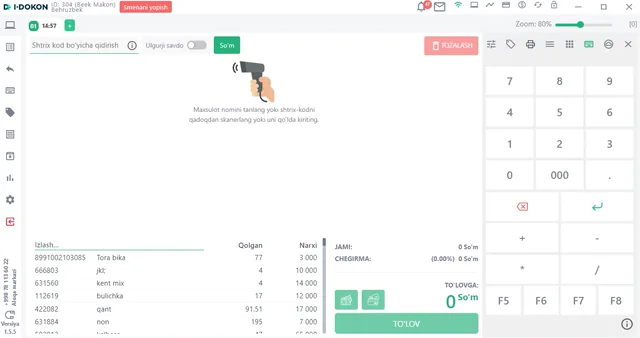 I-DOKON
iD: 304 (Beek Makon)
Behruzbek
Smenani yopish
47
01 14:57
+
Zoom: 80%
[0]
Shtrix kod bo'yicha qidirish
Ulgurji savdo
So'm
TOZALASH
Maxsulot nomini tanlang yoki shtrix-kodni
qadoqdan skanerlang yoki uni qo'lda kiriting.
7 8 9
4 5 6
1 2 3
0 000 .
+ -
* /
F5 F6 F7 F8
Izlash... Qolgan Narxi
8991002103085 Tora bika 77 3 000
666803 jkl; 4 10 000
631560 kent mix 4 14 000
112619 bulichka 17 12 000
422082 qant 91.51 17 000
631884 non 195 7 000
JAMI: 0 So'm
CHEGIRMA: (0.00%) 0 So'm
TO'LOVGA:
0 So'm
TO'LOV
+998 78 113 60 22
Aloqa markazi
Versiya
1.5.5